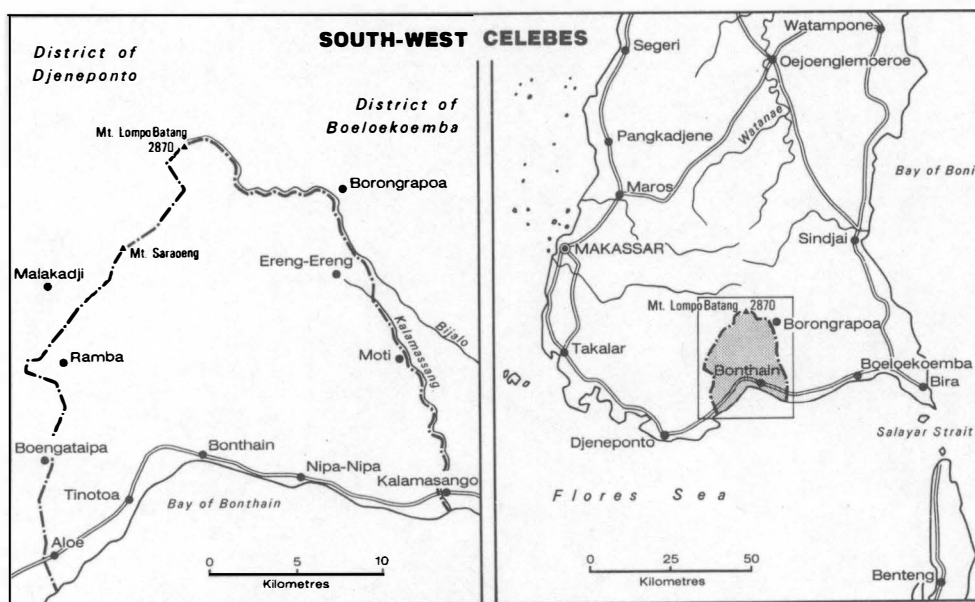 SOUTH-WEST CELEBES
District of
Djeneponto
District of
Boeloekoemba
Mt. Lompo Batang
2870
Borongrapoa
Mt. Saraoeng
Ereng-Ereng
Malakadji
Bijalo
Kalamassang
Moti
Ramba
Boengataipa
Bonthain
Nipa-Nipa
Kalamasango
Tinotoa
Bay of Bonthain
Aloe
0 5 10
Kilometres
Watampone
Segeri
Oejoenglemoeroe
Pangkadjene
Watanae
Bay of Boni
Maros
Sindjai
MAKASSAR
Mt. Lompo Batang 2870
Borongrapoa
Takalar
Boeloekoemba
Bonthain
Bira
Djeneponto
Salayar Strait
Flores Sea
0 25 50
Kilometres
Benteng